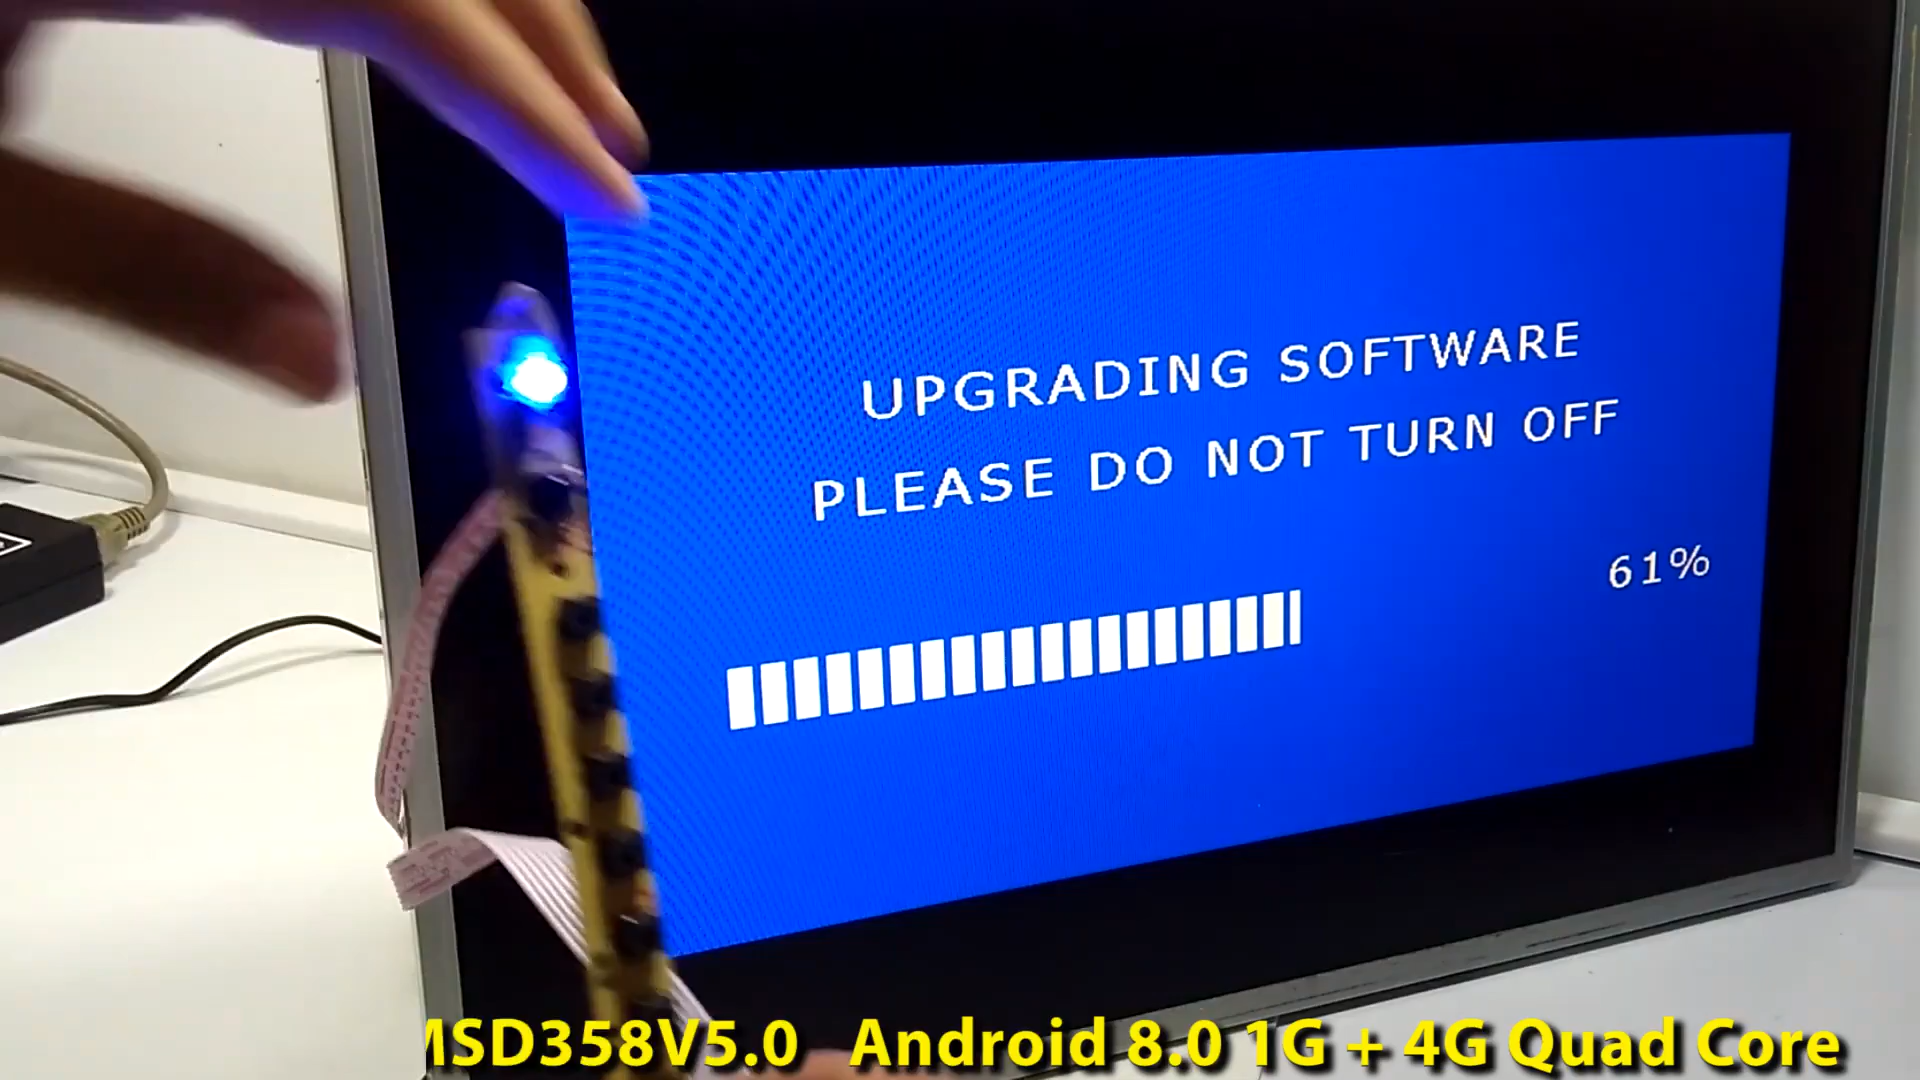 UPGRADING SOFTWARE
PLEASE DO NOT TURN OFF
61%
MSD358V5.0 Android 8.0 1G + 4G Quad Core